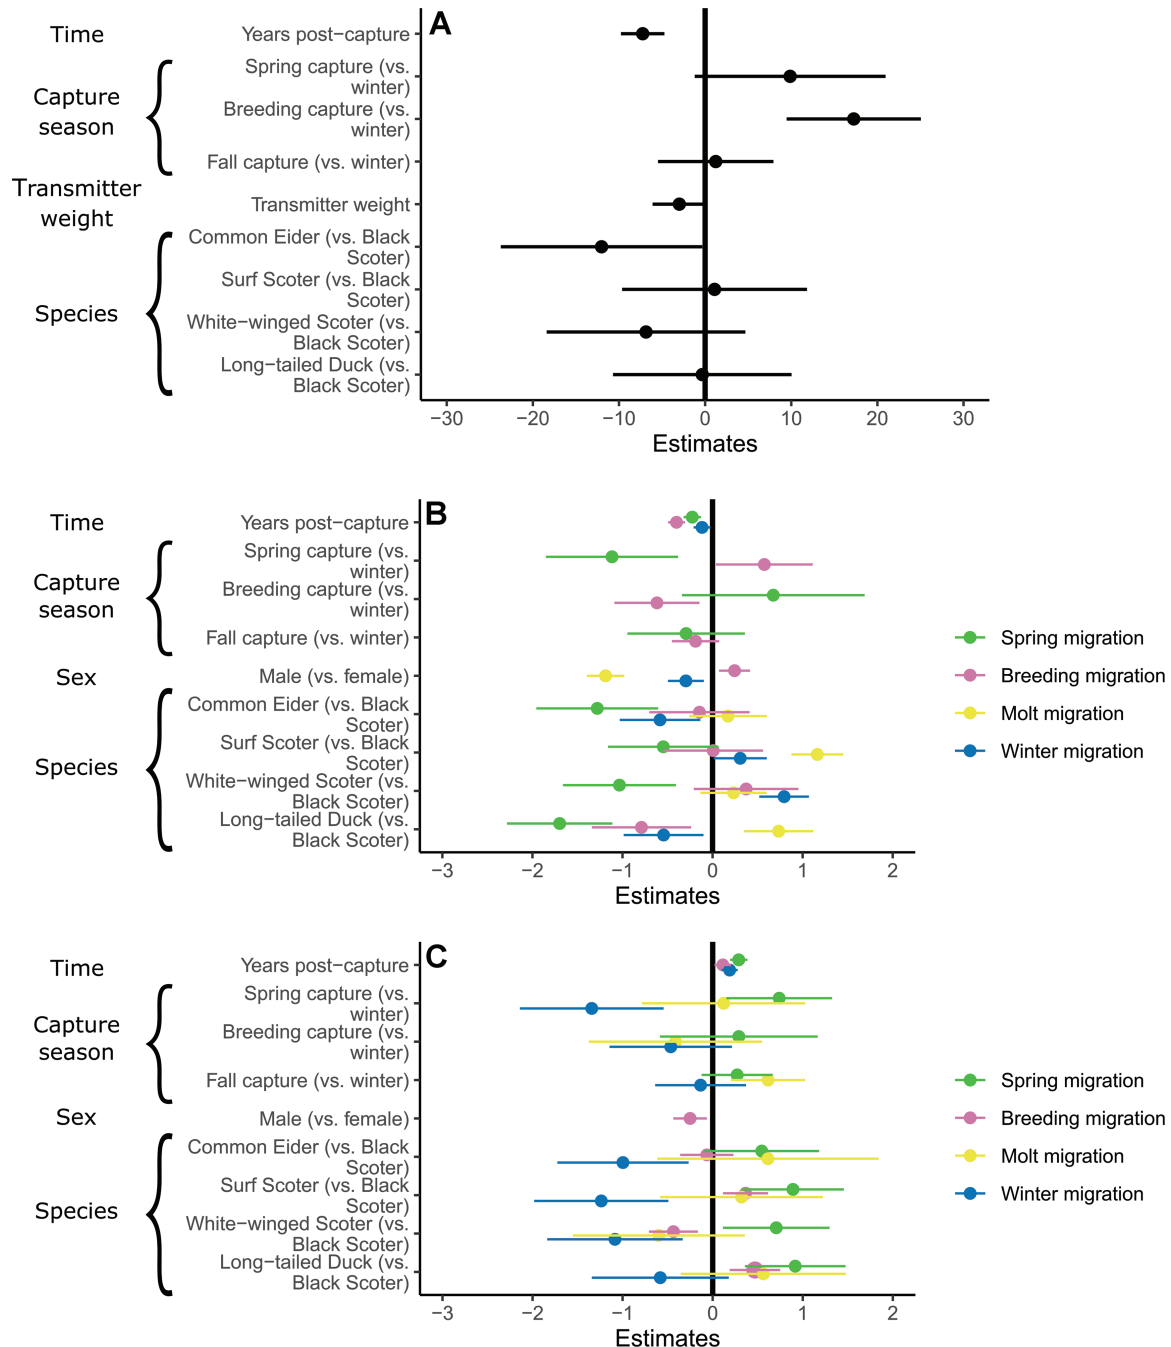 A
Time
Years post−capture
Capture
season
Spring capture (vs.
winter)
Breeding capture (vs.
winter)
Fall capture (vs. winter)
Transmitter
weight
Transmitter weight
Species
Common Eider (vs. Black
Scoter)
Surf Scoter (vs. Black
Scoter)
White−winged Scoter (vs.
Black Scoter)
Long−tailed Duck (vs.
Black Scoter)
−30 −20 −10 0 10 20 30
Estimates
B
Time
Years post−capture
Capture
season
Spring capture (vs.
winter)
Breeding capture (vs.
winter)
Fall capture (vs. winter)
Sex
Male (vs. female)
Species
Common Eider (vs. Black
Scoter)
Surf Scoter (vs. Black
Scoter)
White−winged Scoter (vs.
Black Scoter)
Long−tailed Duck (vs.
Black Scoter)
−3 −2 −1 0 1 2
Estimates
Spring migration
Breeding migration
Molt migration
Winter migration
C
Time
Years post−capture
Capture
season
Spring capture (vs.
winter)
Breeding capture (vs.
winter)
Fall capture (vs. winter)
Sex
Male (vs. female)
Species
Common Eider (vs. Black
Scoter)
Surf Scoter (vs. Black
Scoter)
White−winged Scoter (vs.
Black Scoter)
Long−tailed Duck (vs.
Black Scoter)
−3 −2 −1 0 1 2
Estimates
Spring migration
Breeding migration
Molt migration
Winter migration